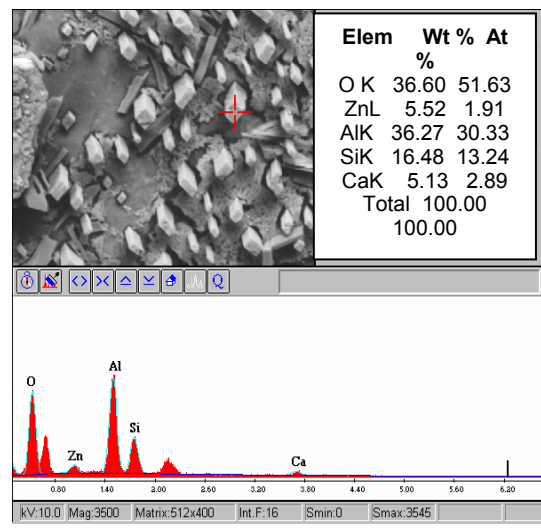 Elem Wt % At
%
O K 36.60 51.63
ZnL 5.52 1.91
AlK 36.27 30.33
SiK 16.48 13.24
CaK 5.13 2.89
Total 100.00
100.00
Q
Al
O
Si
Zn
Ca
0.80 1.40 2.00 2.60 3.20 3.80 4.40 5.00 5.60 6.20
kV:10.0 Mag:3500 Matrix:512x400 Int.F:16 Smin:0 Smax:3545